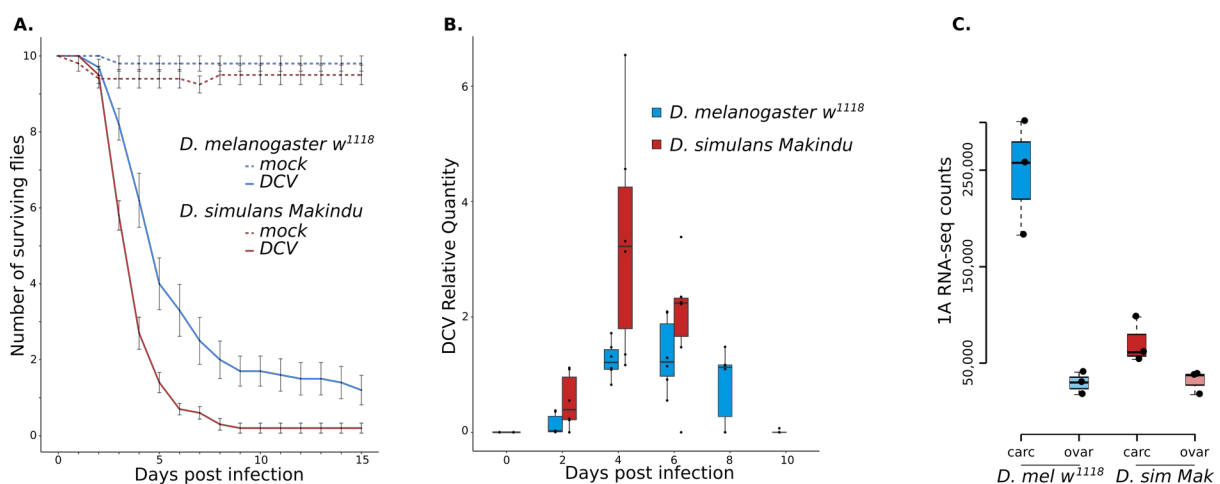 A.
10
8
6
4
2
0
Number of surviving flies
D. melanogaster w1118
mock
DCV
D. simulans Makindu
mock
DCV
0 5 10 15
Days post infection
B.
6
4
2
0
DCV Relative Quantity
D. melanogaster w1118
D. simulans Makindu
0 2 4 6 8 10
Days post infection
C.
1A RNA-seq counts
250,000
150,000
50,000
carc ovar carc ovar
D. mel w1118 D. sim Mak